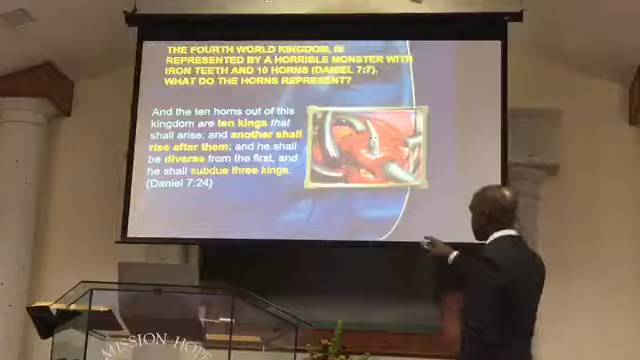 THE FOURTH WORLD KINGDOM, IS
REPRESENTED BY A HORRIBLE MONSTER WITH
IRON TEETH AND 10 HORNS (DANIEL 7:7).
WHAT DO THE HORNS REPRESENT?
And the ten horns out of this
kingdom are ten kings that
shall arise: and another shall
rise after them; and he shall
be diverse from the first, and
he shall subdue three kings.
(Daniel 7:24)
MISSION HOPE